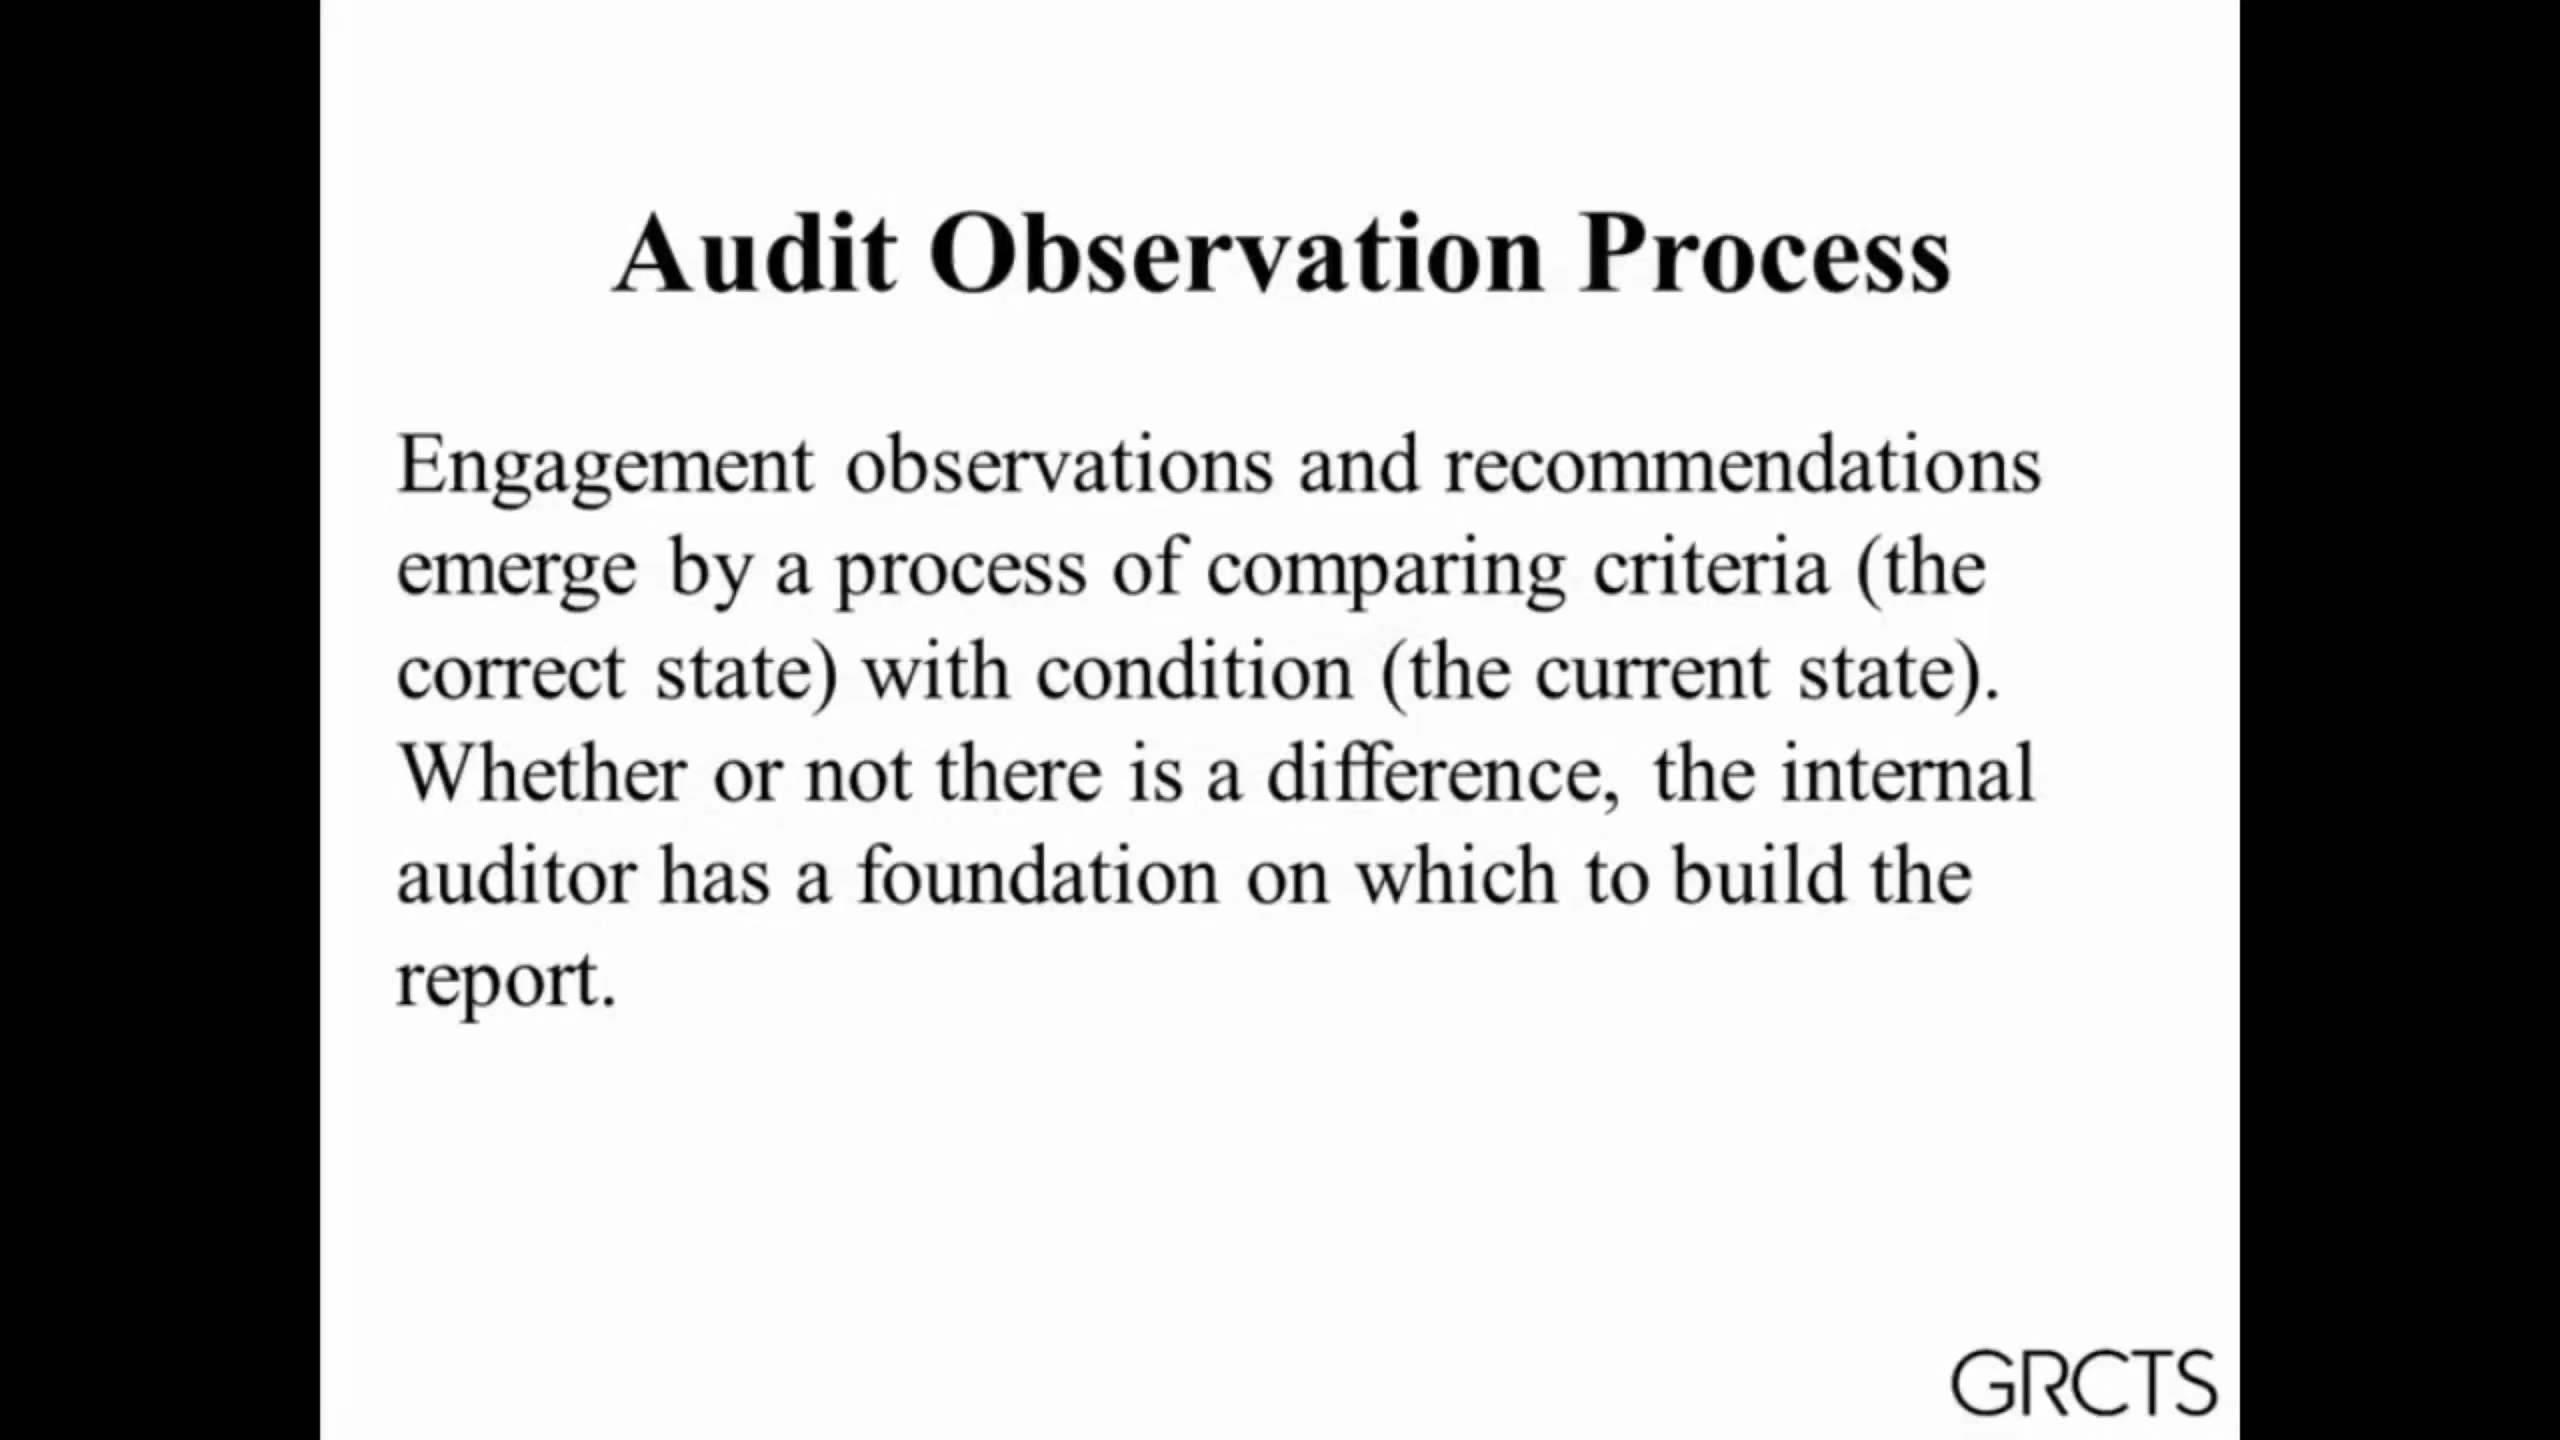 Audit Observation Process
Engagement observations and recommendations
emerge by a process of comparing criteria (the
correct state) with condition (the current state).
Whether or not there is a difference, the internal
auditor has a foundation on which to build the
report.
GRCTS